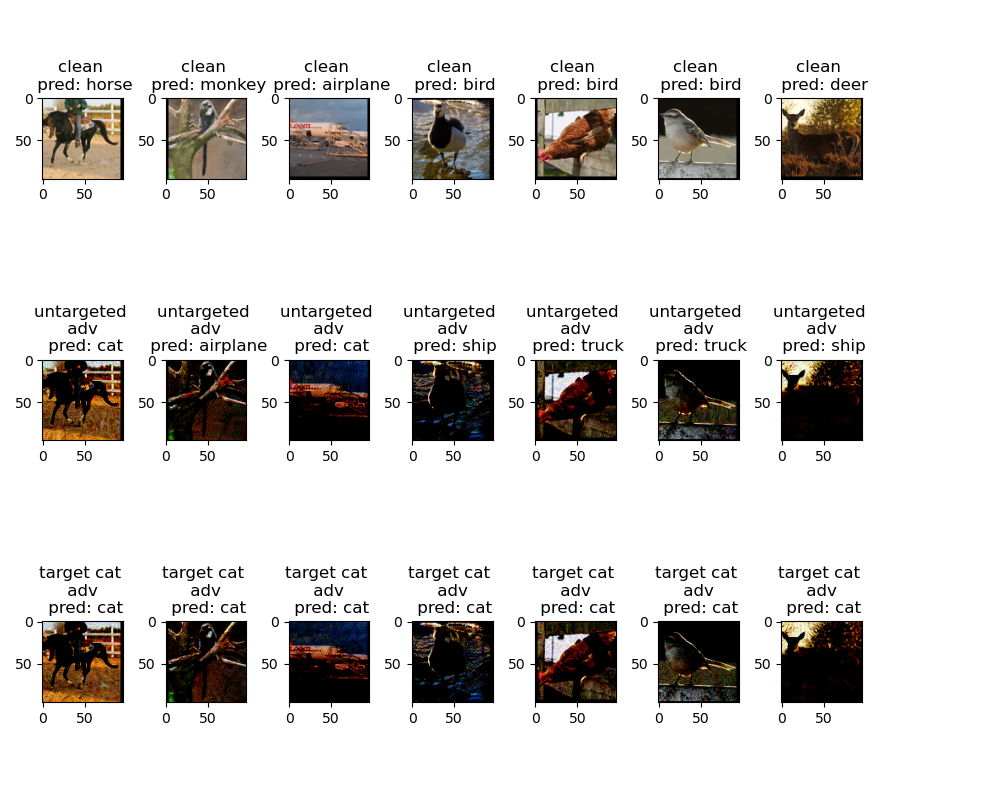 clean clean clean clean clean clean clean
pred: horse pred: monkey pred: airplane pred: bird pred: bird pred: bird pred: deer
0 0 0 0 0 0 0
50 50 50 50 50 50 50
0 50 0 50 0 50 0 50 0 50 0 50 0 50
untargeted untargeted untargeted untargeted untargeted untargeted untargeted
adv adv adv adv adv adv adv
pred: cat pred: airplane pred: cat pred: ship pred: truck pred: truck pred: ship
0 0 0 0 0 0 0
50 50 50 50 50 50 50
0 50 0 50 0 50 0 50 0 50 0 50 0 50
target cat target cat target cat target cat target cat target cat target cat
adv adv adv adv adv adv adv
pred: cat pred: cat pred: cat pred: cat pred: cat pred: cat pred: cat
0 0 0 0 0 0 0
50 50 50 50 50 50 50
0 50 0 50 0 50 0 50 0 50 0 50 0 50